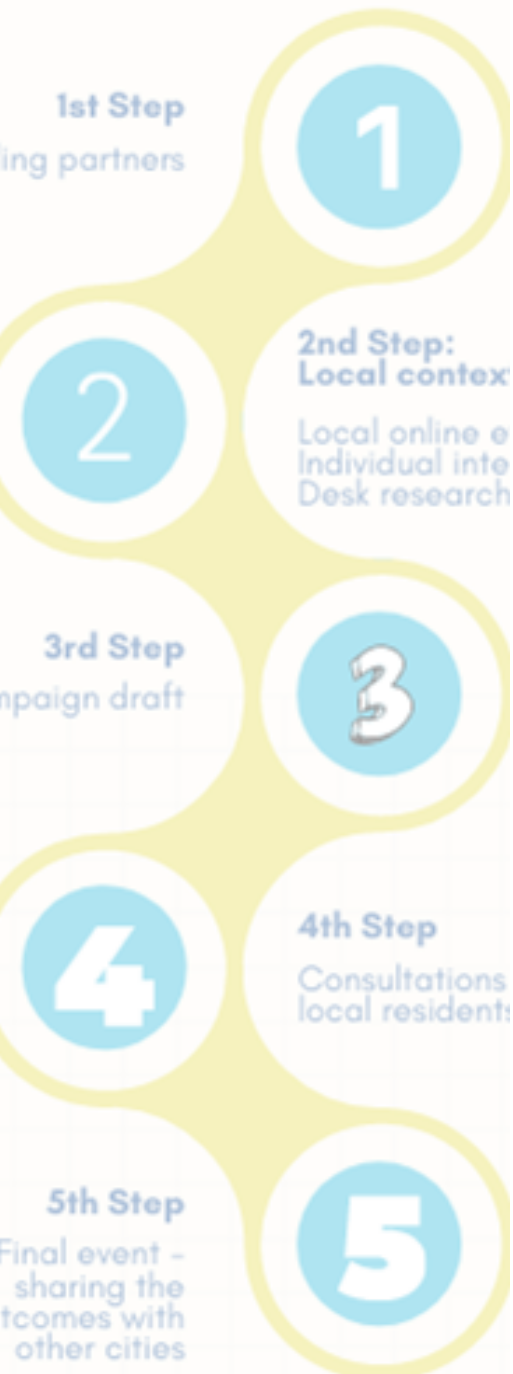 1st Step
ling partners
1
2
2nd Step:
Local contex
Local online e
Individual inte
Desk research
3rd Step
mpaign draft
3
4
4th Step
Consultations
local residents
5th Step
Final event -
sharing the
tcomes with
other cities
5